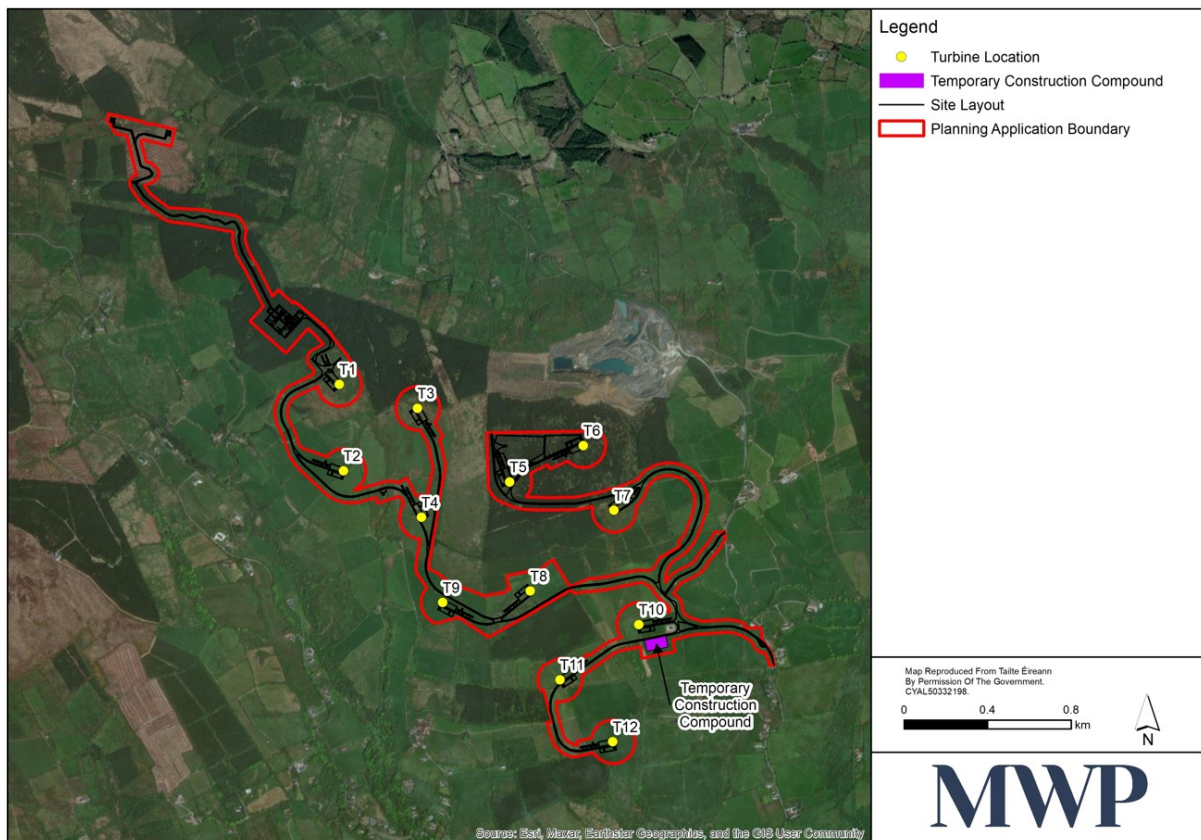 Legend
Turbine Location
Temporary Construction Compound
Site Layout
Planning Application Boundary
T1
T3
T6
T2
T5
T7
T4
T8
T9
T10
T11
Temporary
Construction
Compound
T12
Map Reproduced From Tailte Éireann
By Permission Of The Government.
CYAL50332198.
0 0.4 0.8
km
N
MWP
Source: Esri, Maxar, Earthstar Geographics, and the GIS User Community